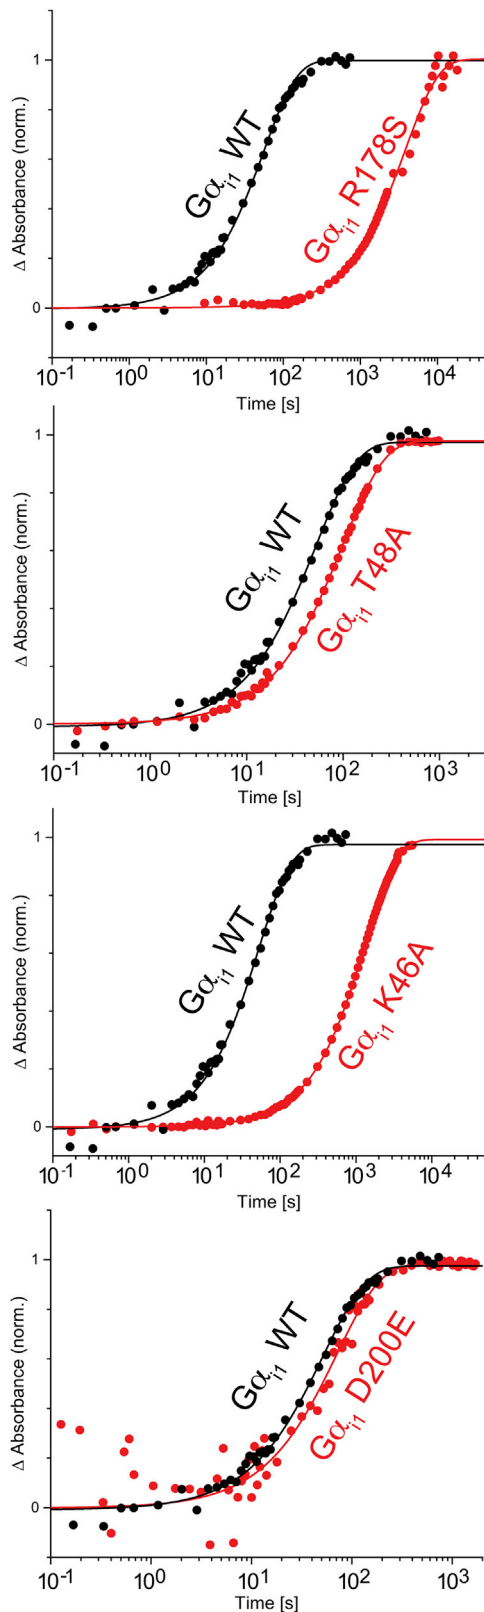 1
Δ Absorbance (norm.)
Gαi1 WT
Gαi1 R178S
0
10-1 100 101 102 103 104
Time [s]
1
Δ Absorbance (norm.)
Gαi1 WT
Gαi1 T48A
0
10-1 100 101 102 103
Time [s]
1
Δ Absorbance (norm.)
Gαi1 WT
Gαi1 K46A
0
10-1 100 101 102 103 104
Time [s]
1
Δ Absorbance (norm.)
Gαi1 WT
Gαi1 D200E
0
10-1 100 101 102 103
Time [s]